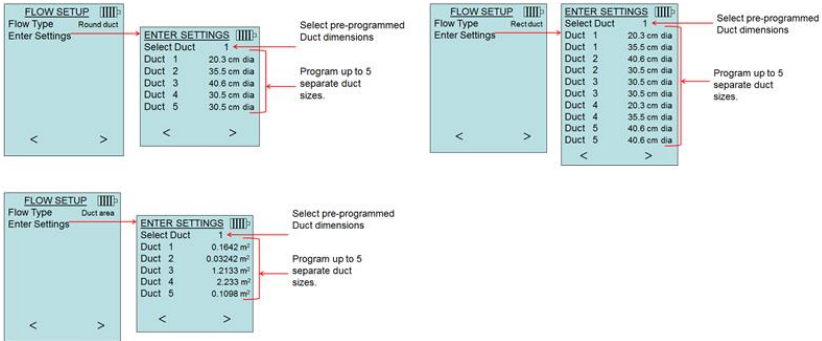 FLOW SETUP
Flow Type Round duct
Enter Settings
ENTER SETTINGS
Select Duct 1
Duct 1 20.3 cm dia
Duct 2 35.5 cm dia
Duct 3 40.6 cm dia
Duct 4 30.5 cm dia
Duct 5 30.5 cm dia
< >
< >
Select pre-programmed
Duct dimensions
Program up to 5
separate duct
sizes.
FLOW SETUP
Flow Type Rect duct
Enter Settings
< >
ENTER SETTINGS
Select Duct 1
Duct 1 20.3 cm dia
Duct 1 35.5 cm dia
Duct 2 40.6 cm dia
Duct 2 30.5 cm dia
Duct 3 30.5 cm dia
Duct 3 30.5 cm dia
Duct 4 20.3 cm dia
Duct 4 35.5 cm dia
Duct 5 40.6 cm dia
Duct 5 40.6 cm dia
< >
Select pre-programmed
Duct dimensions
Program up to 5
separate duct
sizes.
FLOW SETUP
Flow Type Duct area
Enter Settings
< >
ENTER SETTINGS
Select Duct 1
Duct 1 0.1642 m²
Duct 2 0.03242 m²
Duct 3 1.2133 m²
Duct 4 2.233 m²
Duct 5 0.1098 m²
< >
Select pre-programmed
Duct dimensions
Program up to 5
separate duct
sizes.